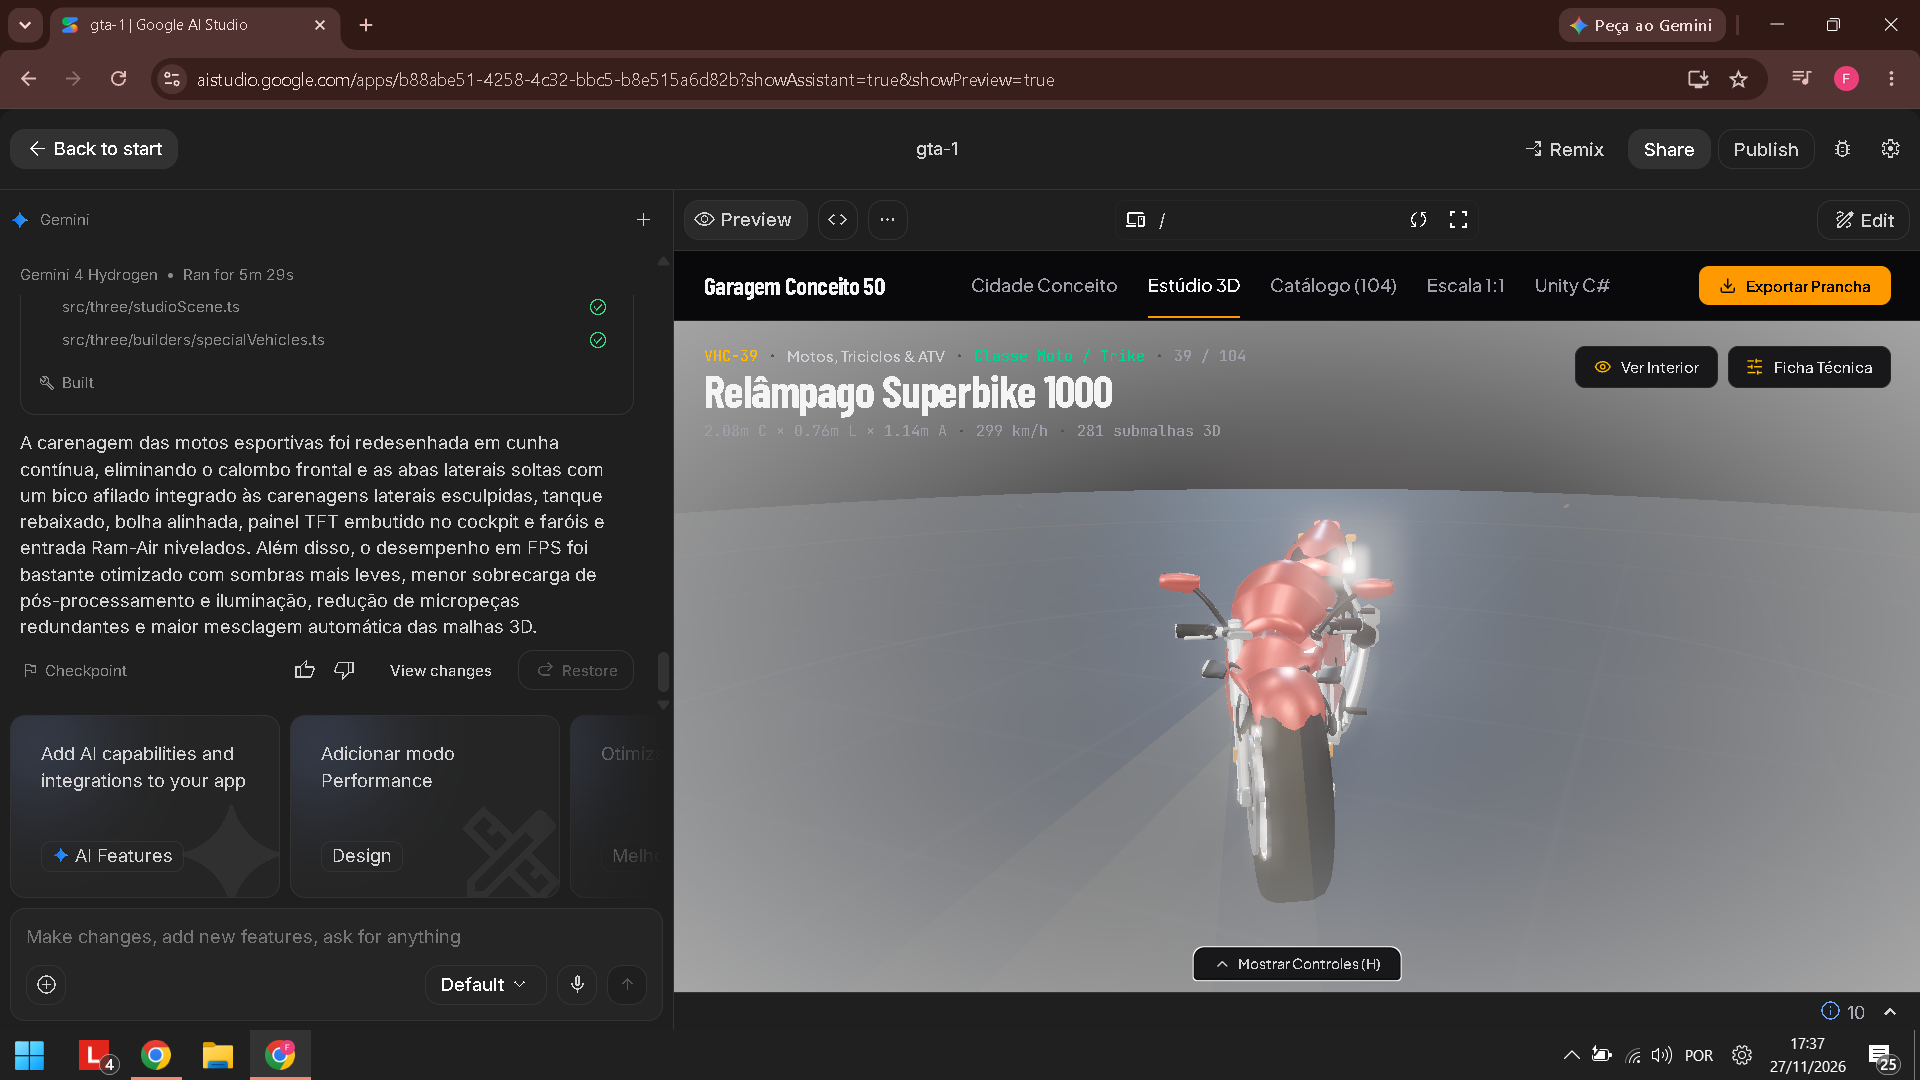 gta-1 | Google AI Studio
Peça ao Gemini
aistudio.google.com/apps/b88abe51-4258-4c32-bbc5-b8e515a6d82b?showAssistant=true&showPreview=true
F
Back to start
gta-1
Remix
Share
Publish
Gemini
Preview
/
Edit
Gemini 4 Hydrogen • Ran for 5m 29s
src/three/studioScene.ts
src/three/builders/specialVehicles.ts
Built
A carenagem das motos esportivas foi redesenhada em cunha
contínua, eliminando o calombo frontal e as abas laterais soltas com
um bico afilado integrado às carenagens laterais esculpidas, tanque
rebaixado, bolha alinhada, painel TFT embutido no cockpit e faróis e
entrada Ram-Air nivelados. Além disso, o desempenho em FPS foi
bastante otimizado com sombras mais leves, menor sobrecarga de
pós-processamento e iluminação, redução de micropeças
redundantes e maior mesclagem automática das malhas 3D.
Checkpoint
View changes
Restore
Add AI capabilities and
integrations to your app
AI Features
Adicionar modo
Performance
Design
Otimiz
Melho
Make changes, add new features, ask for anything
Default
Garagem Conceito 50
Cidade Conceito
Estúdio 3D
Catálogo (104)
Escala 1:1
Unity C#
Exportar Prancha
VHC-39 · Motos, Triciclos & ATV · Classe Moto / Trike · 39 / 104
Relâmpago Superbike 1000
2.08m C × 0.76m L × 1.14m A · 299 km/h · 281 submalhas 3D
Ver Interior
Ficha Técnica
Mostrar Controles (H)
10
L
4
F
POR
17:37
27/11/2026
25